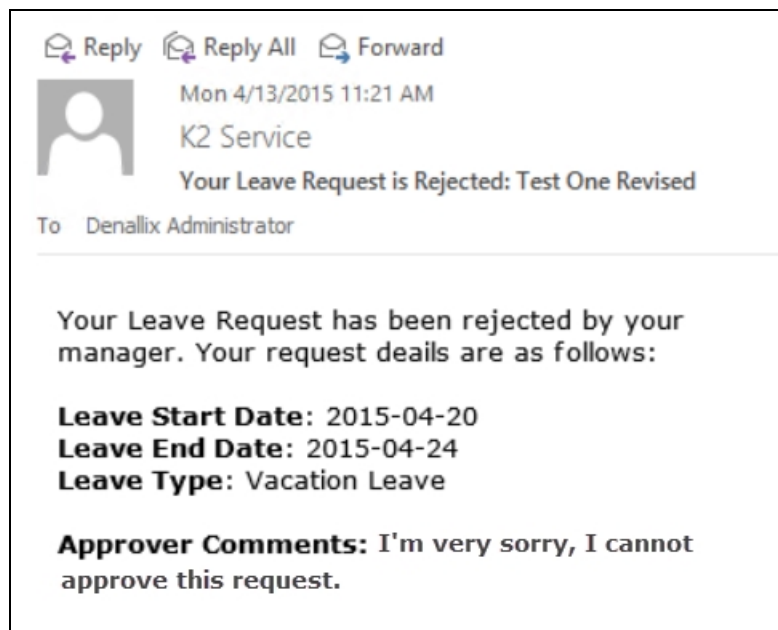 Reply Reply All Forward
Mon 4/13/2015 11:21 AM
K2 Service
Your Leave Request is Rejected: Test One Revised
To Denallix Administrator
Your Leave Request has been rejected by your
manager. Your request deails are as follows:
Leave Start Date: 2015-04-20
Leave End Date: 2015-04-24
Leave Type: Vacation Leave
Approver Comments: I'm very sorry, I cannot
approve this request.